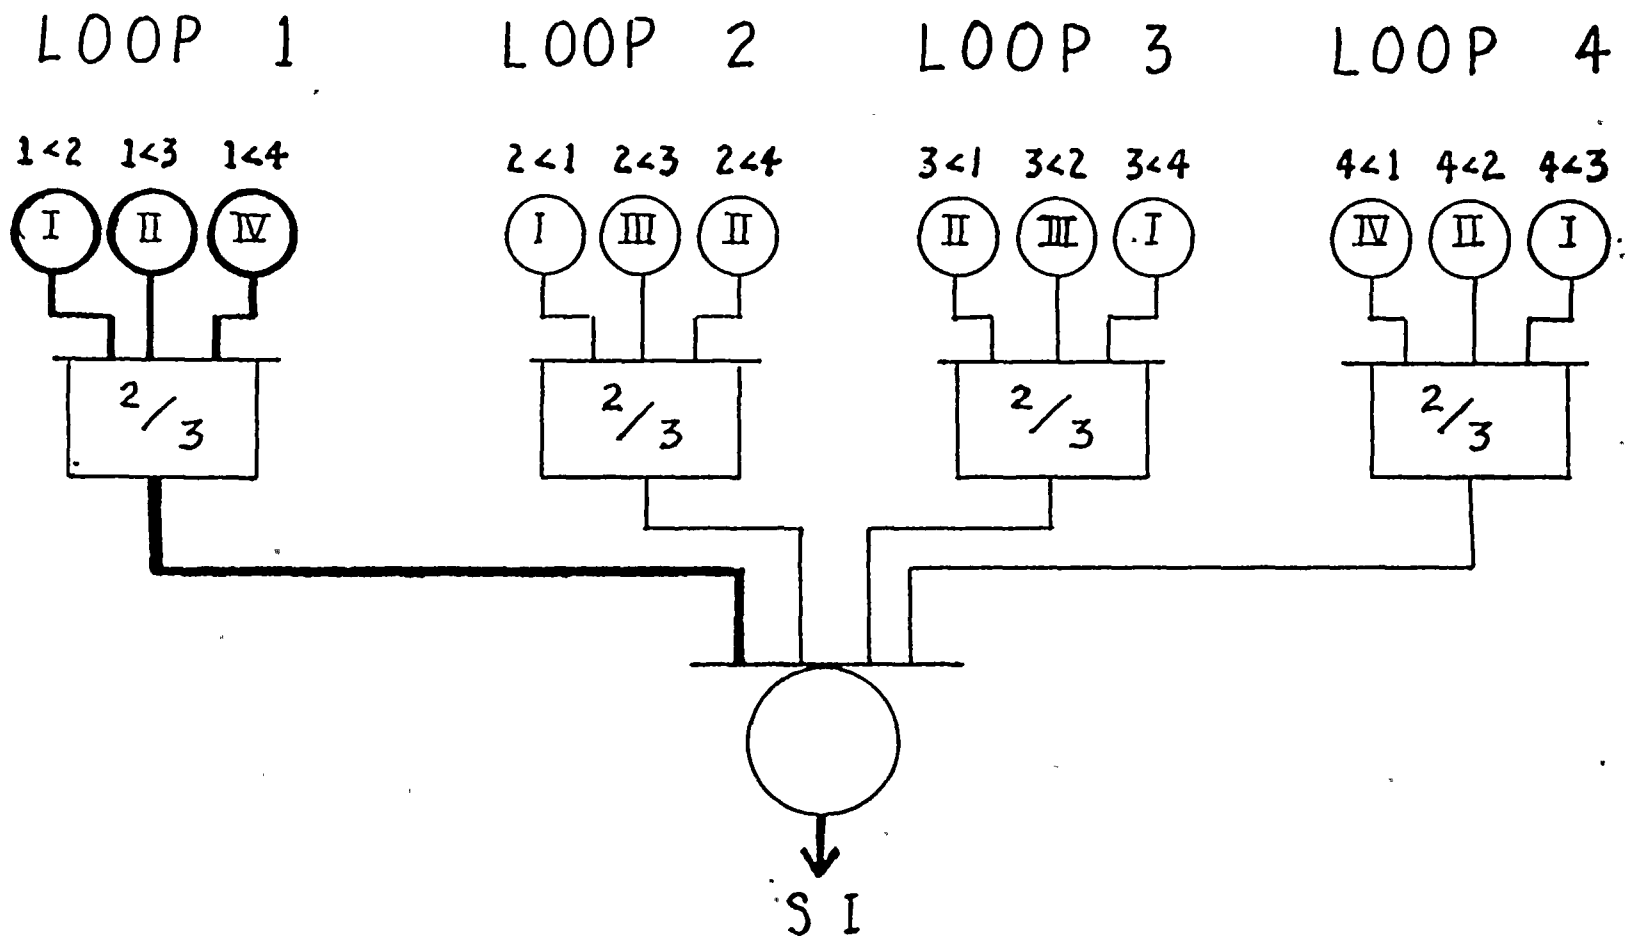 LOOP 1 LOOP 2 LOOP 3 LOOP 4
1<2 1<3 1<4 2<1 2<3 2<4 3<1 3<2 3<4 4<1 4<2 4<3
I II IV I III II II III I IV II I
2/3 2/3 2/3 2/3
SI